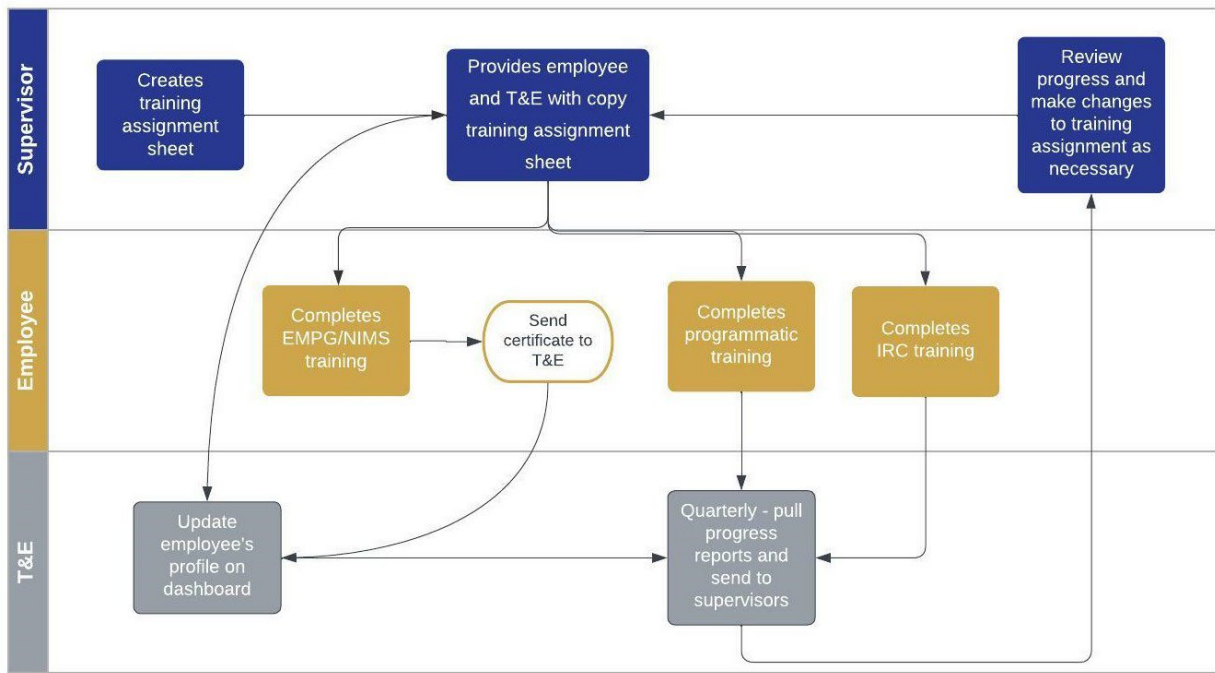 Supervisor
Creates
training
assignment
sheet
Provides employee
and T&E with copy
training assignment
sheet
Review
progress and
make changes
to training
assignment as
necessary
Employee
Completes
EMPG/NIMS
training
Send
certificate to
T&E
Completes
programmatic
training
Completes
IRC training
T&E
Update
employee's
profile on
dashboard
Quarterly - pull
progress
reports and
send to
supervisors